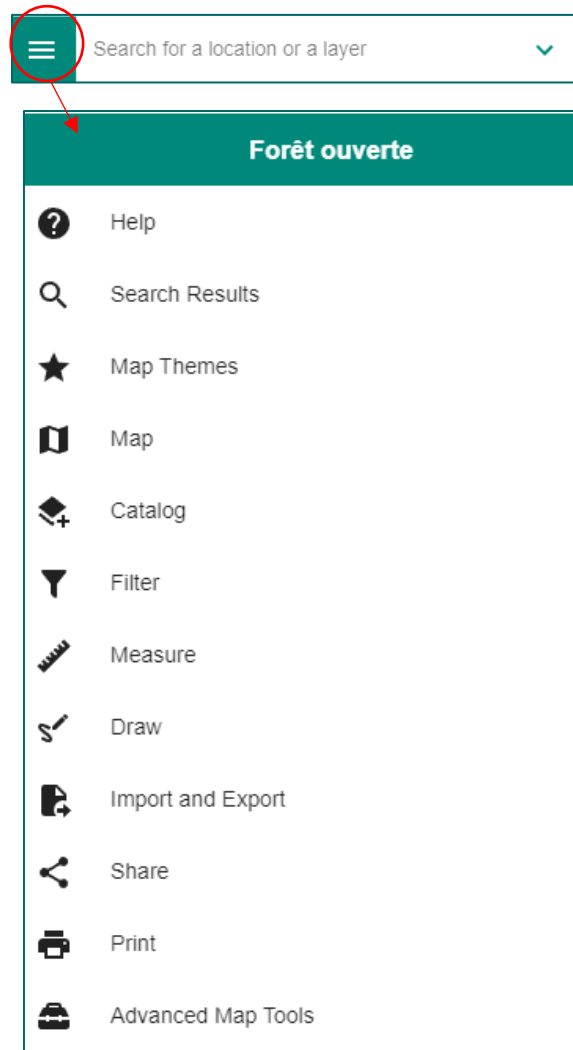 Search for a location or a layer
Forêt ouverte
Help
Search Results
Map Themes
Map
Catalog
Filter
Measure
Draw
Import and Export
Share
Print
Advanced Map Tools